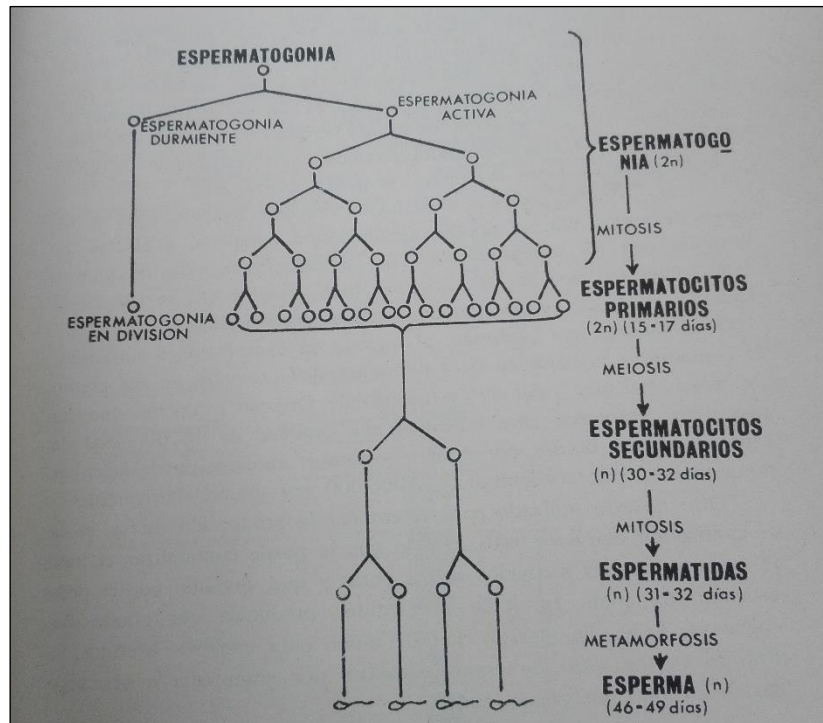 ESPERMATOGONIA
ESPERMATOGONIA
DURMIENTE
ESPERMATOGONIA
ACTIVA
ESPERMATOGONIA
EN DIVISION
ESPERMATOGO
NIA (2n)
MITOSIS
ESPERMATOCITOS
PRIMARIOS
(2n) (15-17 días)
MEIOSIS
ESPERMATOCITOS
SECUNDARIOS
(n) (30-32 días)
MITOSIS
ESPERMATIDAS
(n) (31-32 días)
METAMORFOSIS
ESPERMA (n)
(46-49 días)